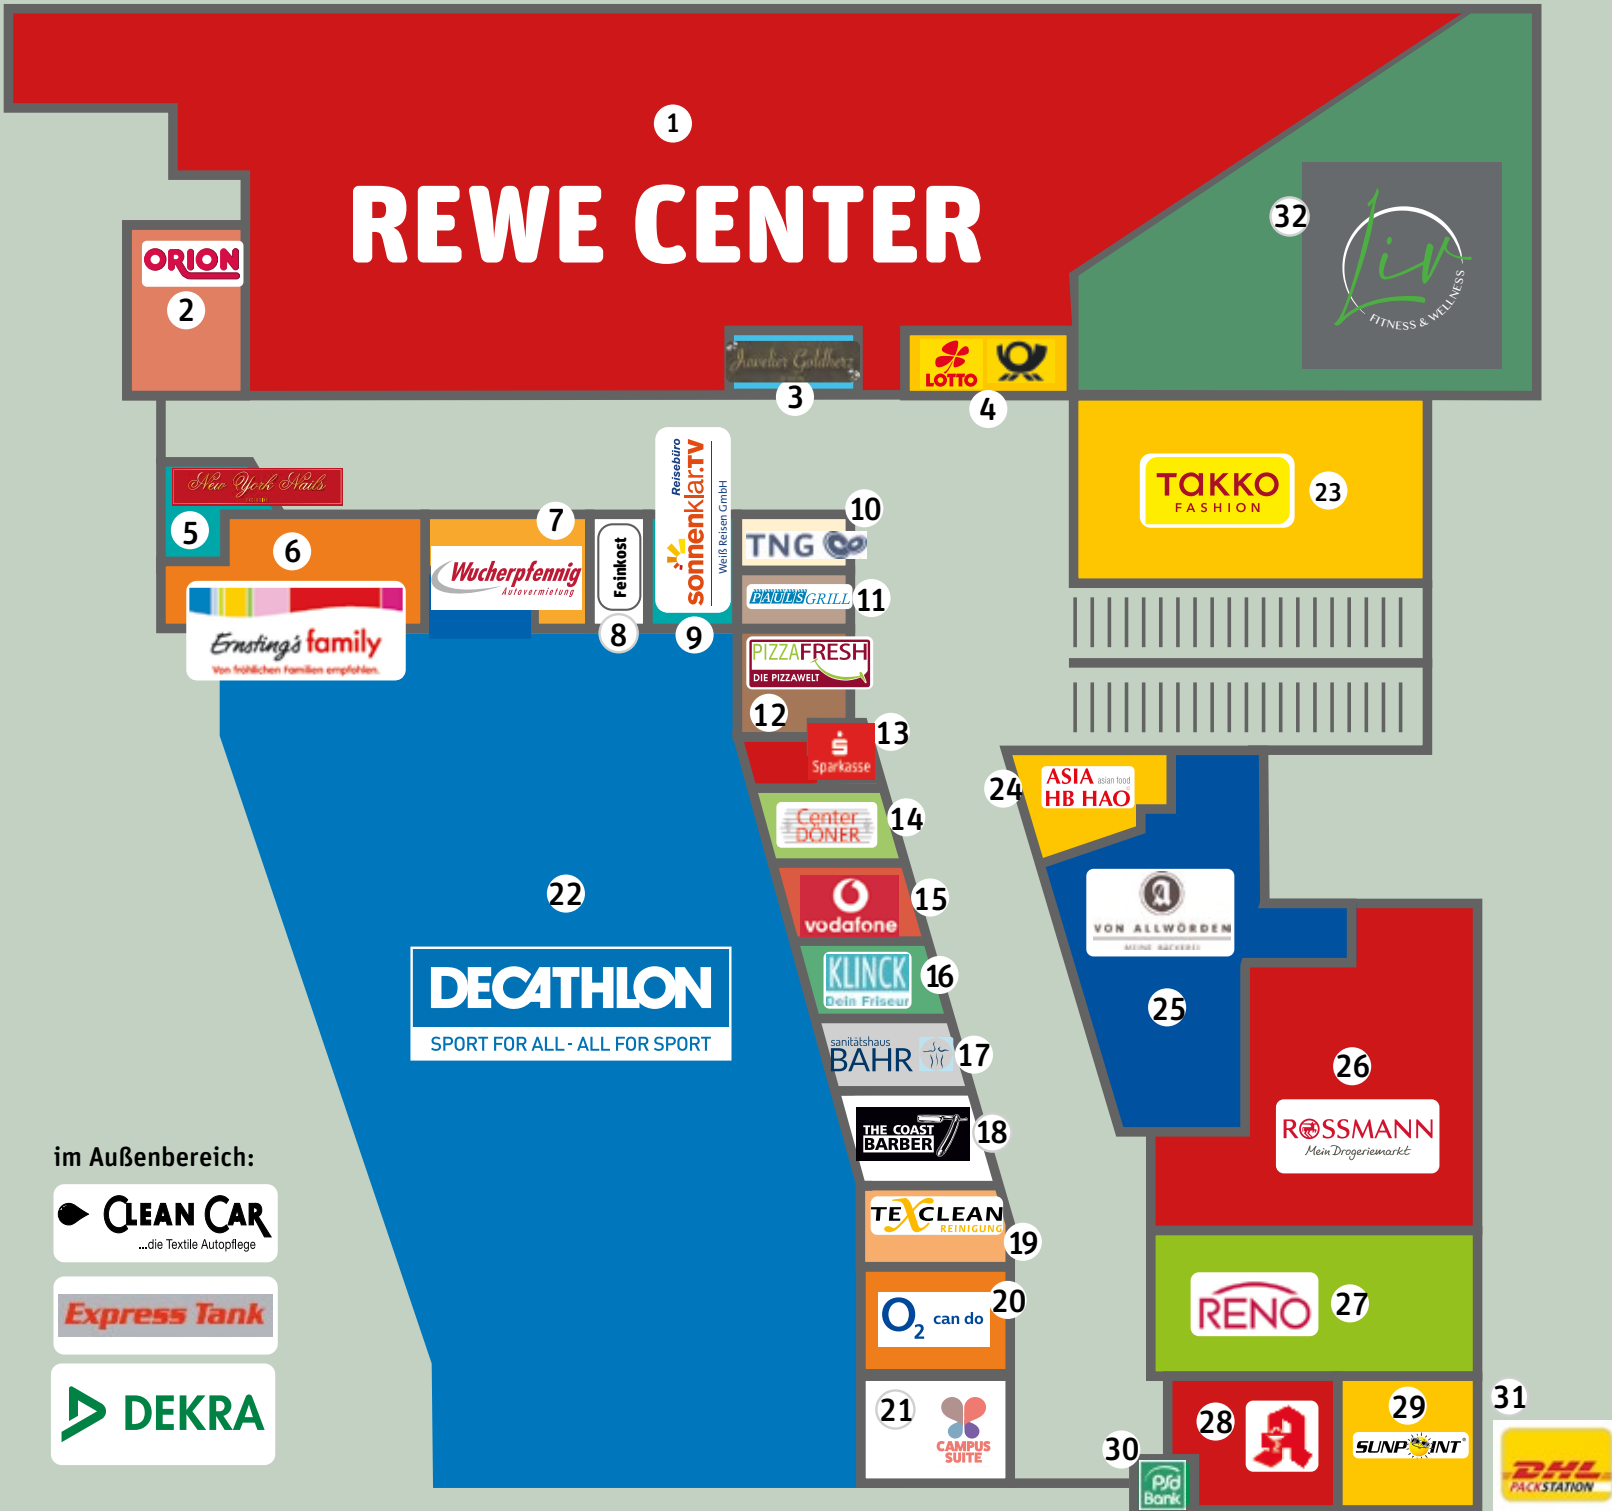 1
REWE CENTER
32
Liv
FITNESS & WELLNESS
ORION
2
Juwelier Goldherz
3
LOTTO
4
TAKKO
FASHION
23
New York Nails
5
6
Ernsting's family
Von fröhlichen Familien empfohlen.
7
Wucherpfennig
Autovermietung
Feinkost
8
Reisebüro
sonnenklar.TV
Weiß Reisen GmbH
9
10
TNG
PAULS GRILL
11
PIZZAFRESH
DIE PIZZAWELT
12
13
Sparkasse
Center
DÖNER
14
vodafone
15
KLINCK
Dein Friseur
16
sanitätshaus
BAHR
17
THE COAST
BARBER
18
TEXCLEAN
REINIGUNG
19
O2 can do
20
21
CAMPUS
SUITE
22
DECATHLON
SPORT FOR ALL - ALL FOR SPORT
24
ASIA asian food
HB HAO
VON ALLWÖRDEN
MEINE BÄCKEREI
25
26
ROSSMANN
Mein Drogeriemarkt
RENO
27
28
29
SUNPOINT
30
PSD
Bank
31
DHL
PACKSTATION
im Außenbereich:
CLEAN CAR
...die Textile Autopflege
Express Tank
DEKRA